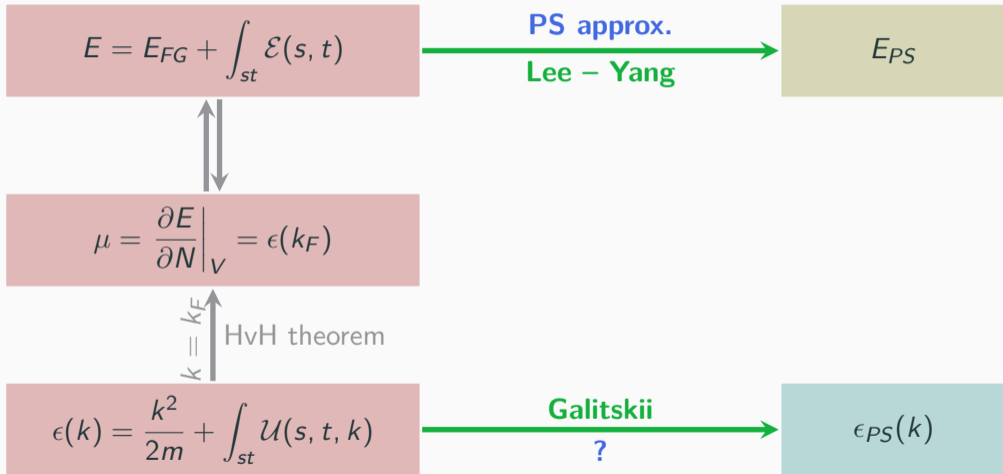 E = E_{FG} + ∫_{st} ℰ(s, t)
PS approx.
Lee – Yang
E_{PS}
μ = ∂E/∂N|_V = ϵ(k_F)
k = k_F
HvH theorem
ϵ(k) = k²/2m + ∫_{st} 𝒰(s, t, k)
Galitskii
?
ϵ_{PS}(k)